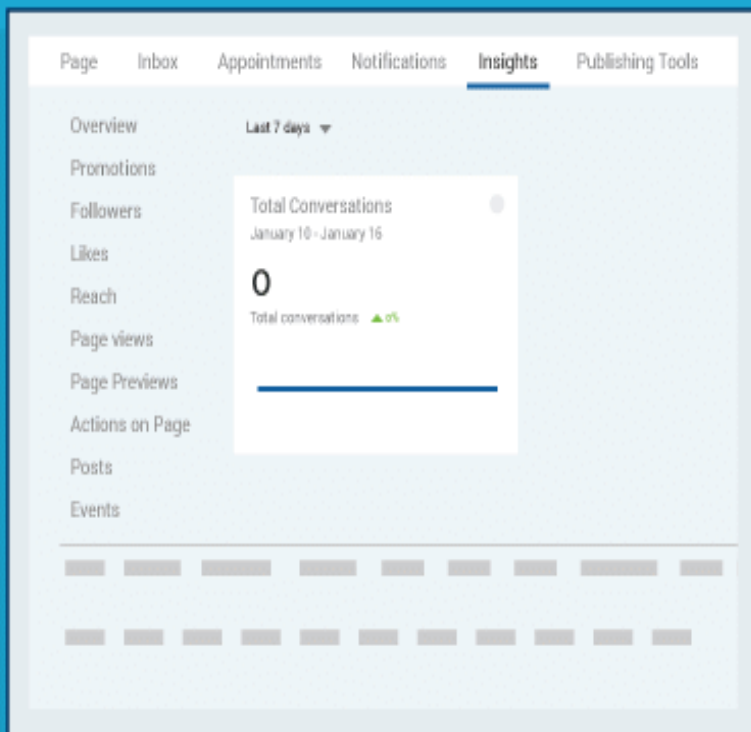 Page Inbox Appointments Notifications Insights Publishing Tools
Overview
Last 7 days
Promotions
Followers
Likes
Reach
Page views
Page Previews
Actions on Page
Posts
Events
Total Conversations
January 10 - January 16
0
Total conversations 0%